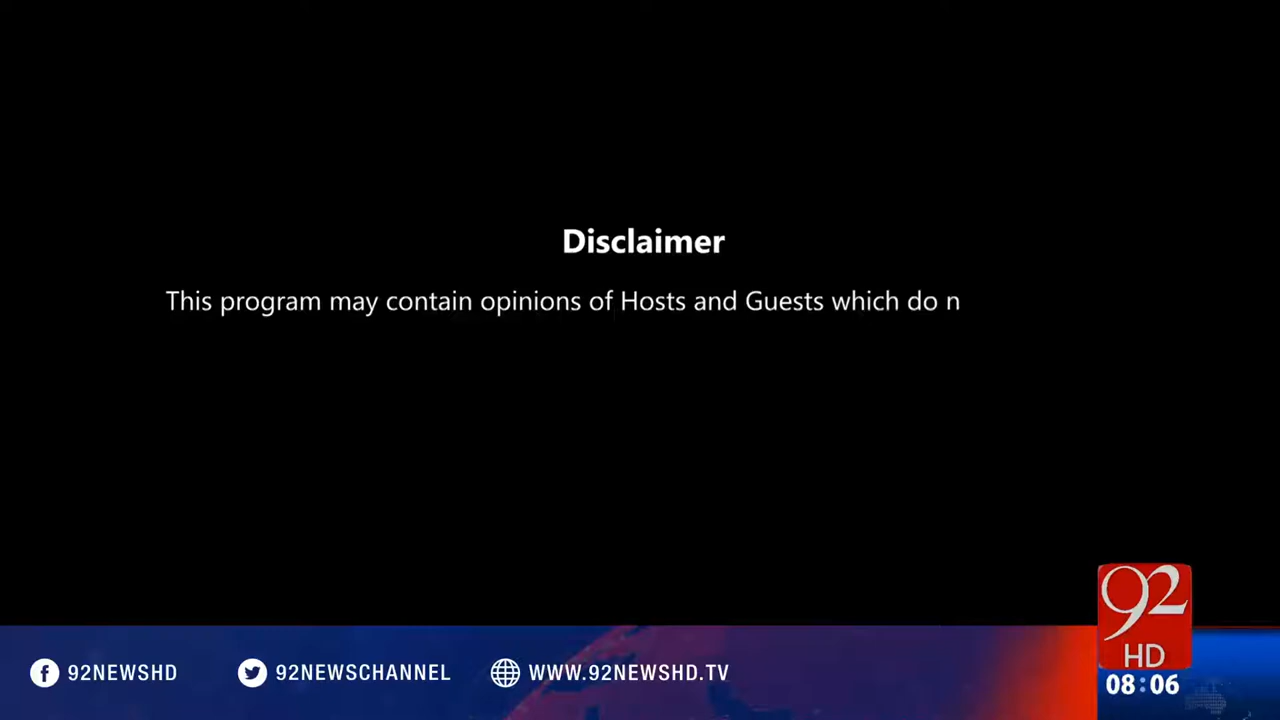 Disclaimer
This program may contain opinions of Hosts and Guests which do n
92
HD
92NEWSHD
92NEWSCHANNEL
WWW.92NEWSHD.TV
08:06